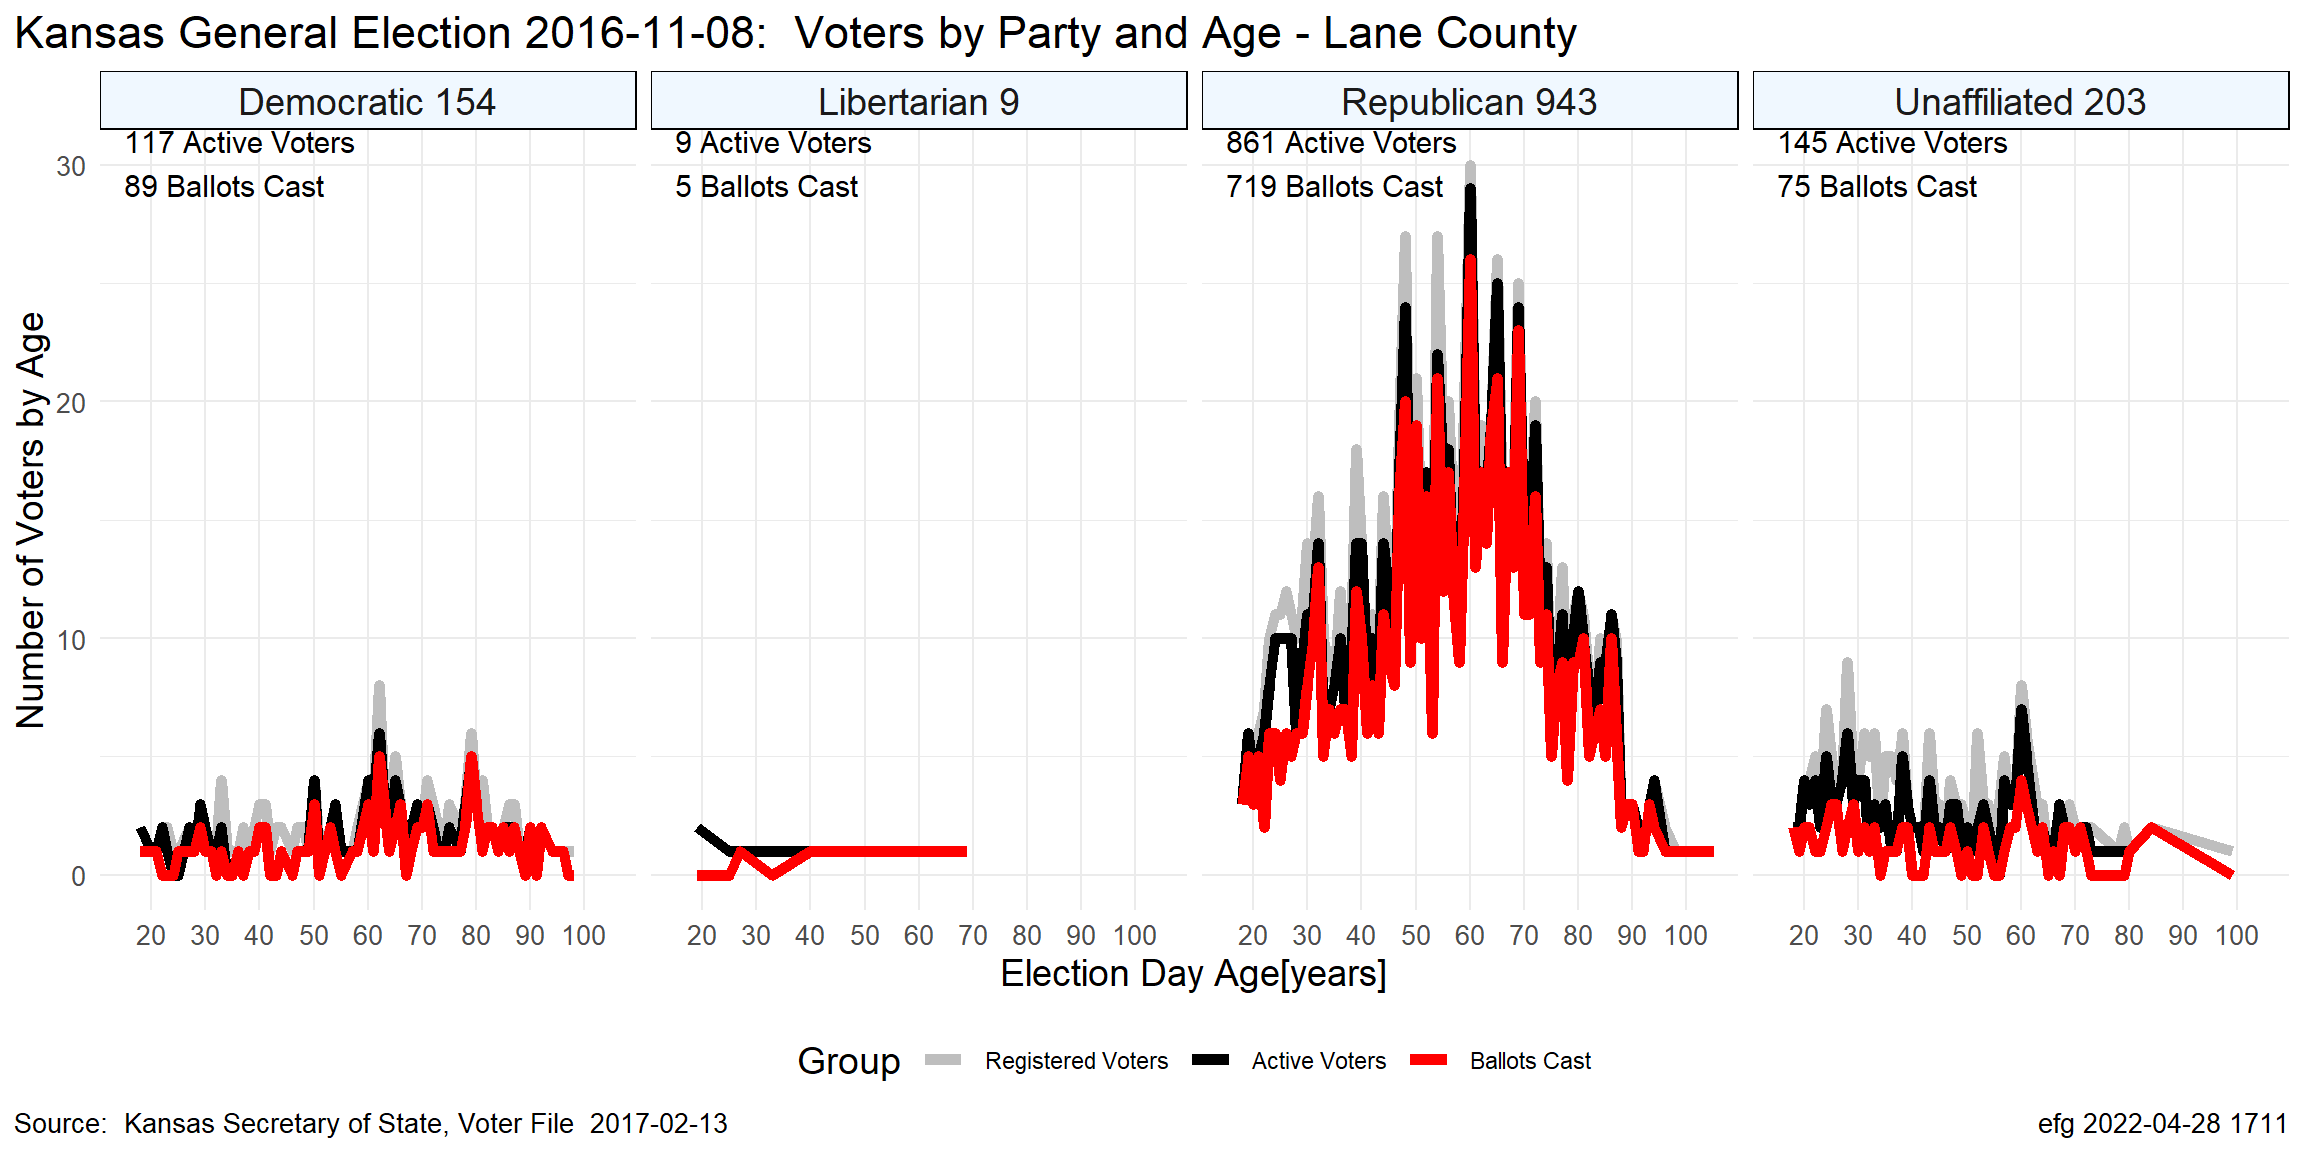 Kansas General Election 2016-11-08:  Voters by Party and Age - Lane County
Democratic 154
Libertarian 9
Republican 943
Unaffiliated 203
117 Active Voters
89 Ballots Cast
9 Active Voters
5 Ballots Cast
861 Active Voters
719 Ballots Cast
145 Active Voters
75 Ballots Cast
Number of Voters by Age
30
20
10
0
20 30 40 50 60 70 80 90 100
20 30 40 50 60 70 80 90 100
20 30 40 50 60 70 80 90 100
20 30 40 50 60 70 80 90 100
Election Day Age[years]
Group Registered Voters Active Voters Ballots Cast
Source:  Kansas Secretary of State, Voter File  2017-02-13
efg 2022-04-28 1711